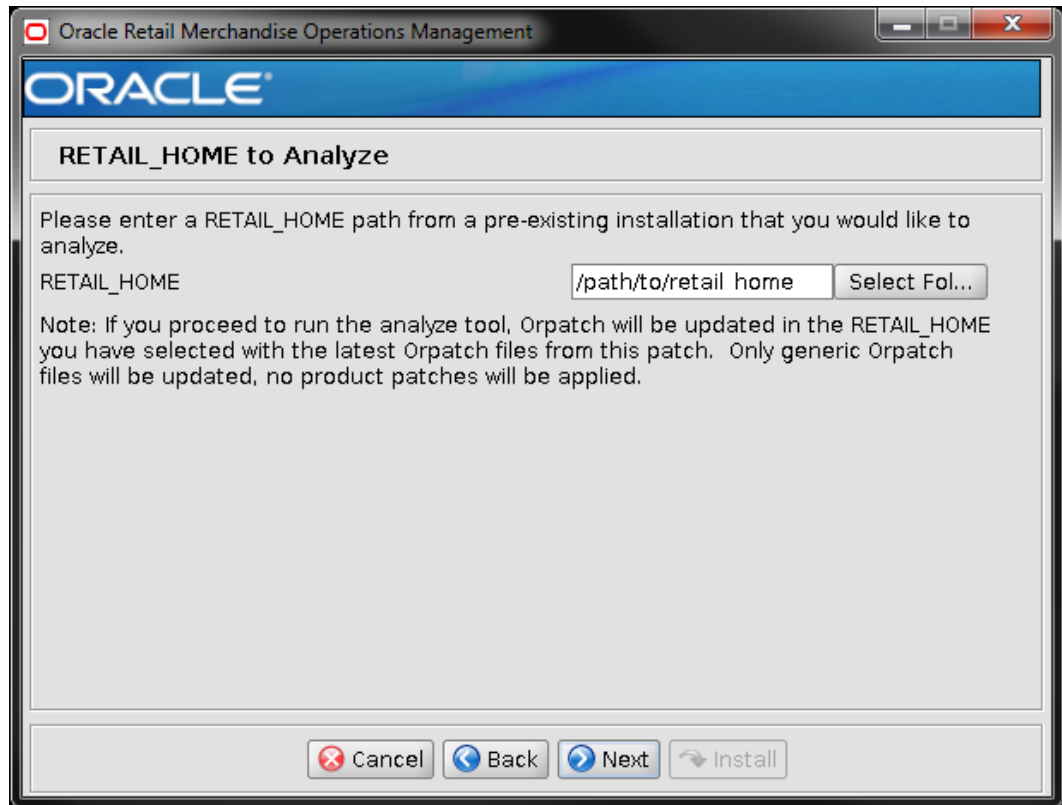 Oracle Retail Merchandise Operations Management
ORACLE®
RETAIL_HOME to Analyze
Please enter a RETAIL_HOME path from a pre-existing installation that you would like to
analyze.
RETAIL_HOME /path/to/retail_home Select Fol...
Note: If you proceed to run the analyze tool, Orpatch will be updated in the RETAIL_HOME
you have selected with the latest Orpatch files from this patch.  Only generic Orpatch
files will be updated, no product patches will be applied.
Cancel Back Next Install